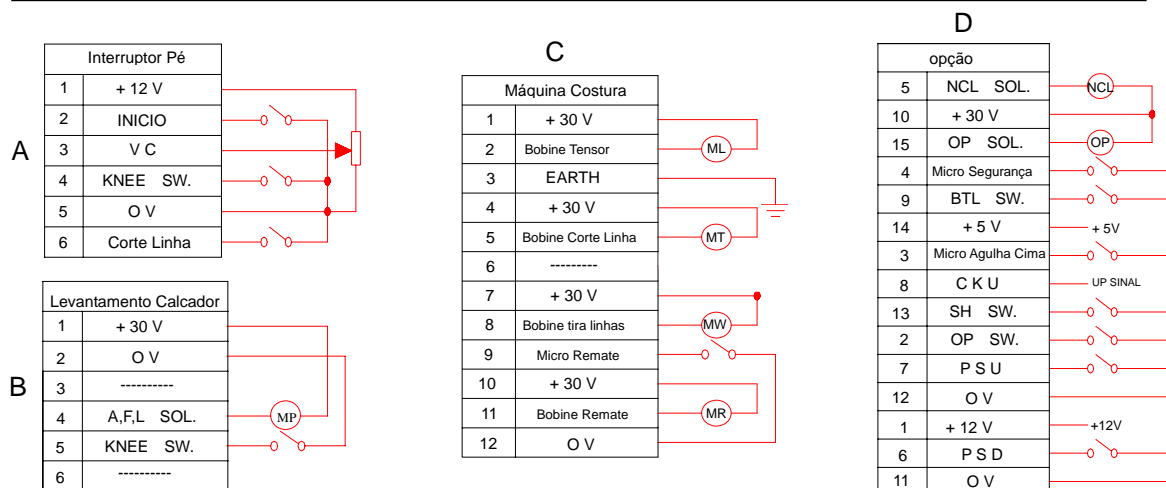 A
Interruptor Pé
1 + 12 V
2 INICIO
3 V C
4 KNEE SW.
5 O V
6 Corte Linha
B
Levantamento Calcador
1 + 30 V
2 O V
3 ----------
4 A,F,L SOL. MP
5 KNEE SW.
6 ----------
C
Máquina Costura
1 + 30 V
2 Bobine Tensor ML
3 EARTH
4 + 30 V
5 Bobine Corte Linha MT
6 ---------
7 + 30 V
8 Bobine tira linhas MW
9 Micro Remate
10 + 30 V
11 Bobine Remate MR
12 O V
D
opção
5 NCL SOL. NCL
10 + 30 V
15 OP SOL. OP
4 Micro Segurança
9 BTL SW.
14 + 5 V + 5V
3 Micro Agulha Cima
8 C K U UP SINAL
13 SH SW.
2 OP SW.
7 P S U
12 O V
1 + 12 V +12V
6 P S D
11 O V